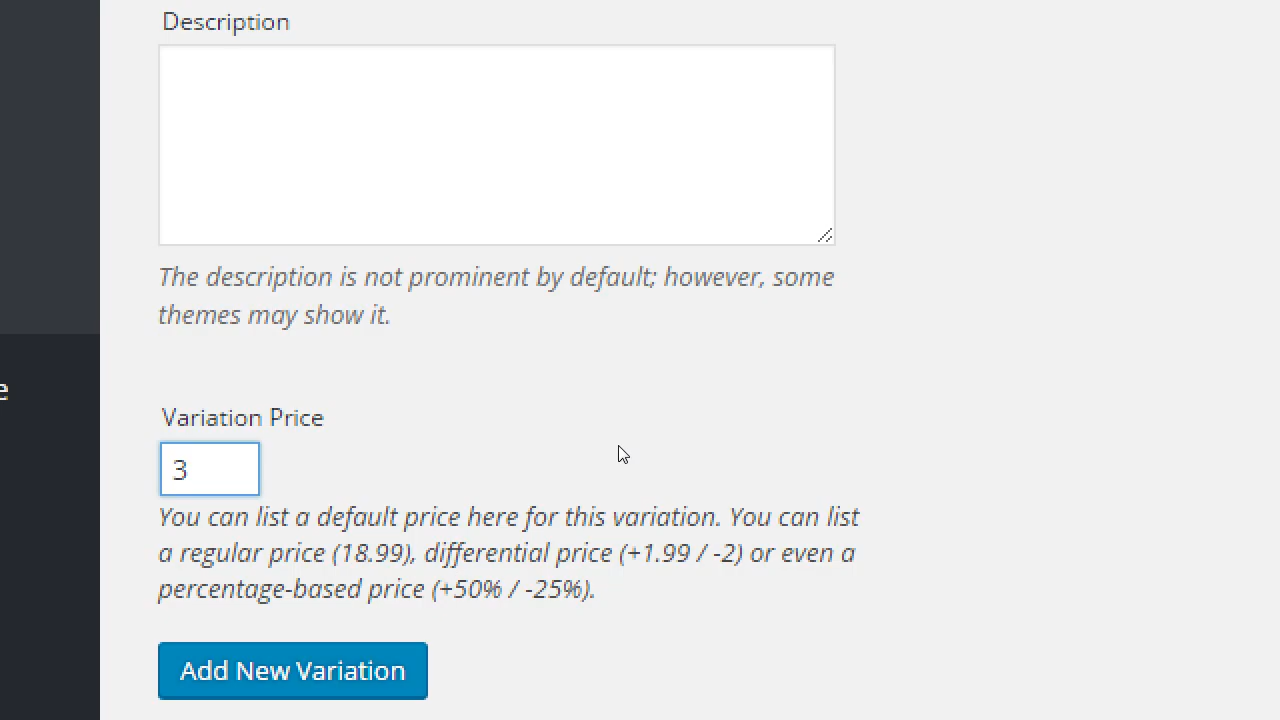 Description
The description is not prominent by default; however, some
themes may show it.
e
Variation Price
3
You can list a default price here for this variation. You can list
a regular price (18.99), differential price (+1.99 / -2) or even a
percentage-based price (+50% / -25%).
Add New Variation